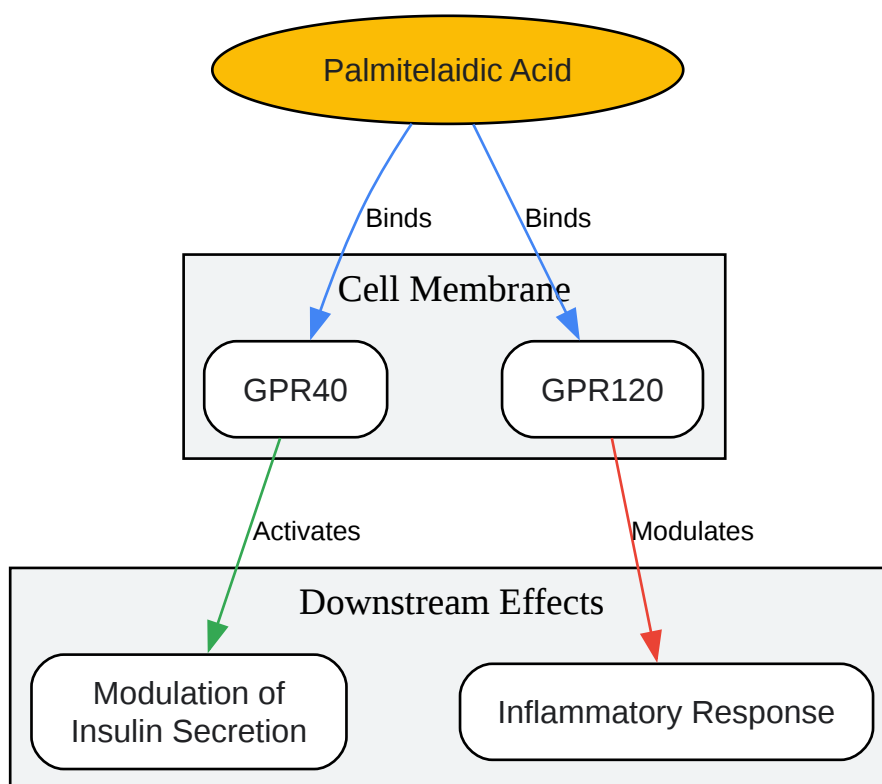 Palmitelaidic Acid
Binds
Binds
Cell Membrane
GPR40
GPR120
Activates
Modulates
Downstream Effects
Modulation of
Insulin Secretion
Inflammatory Response